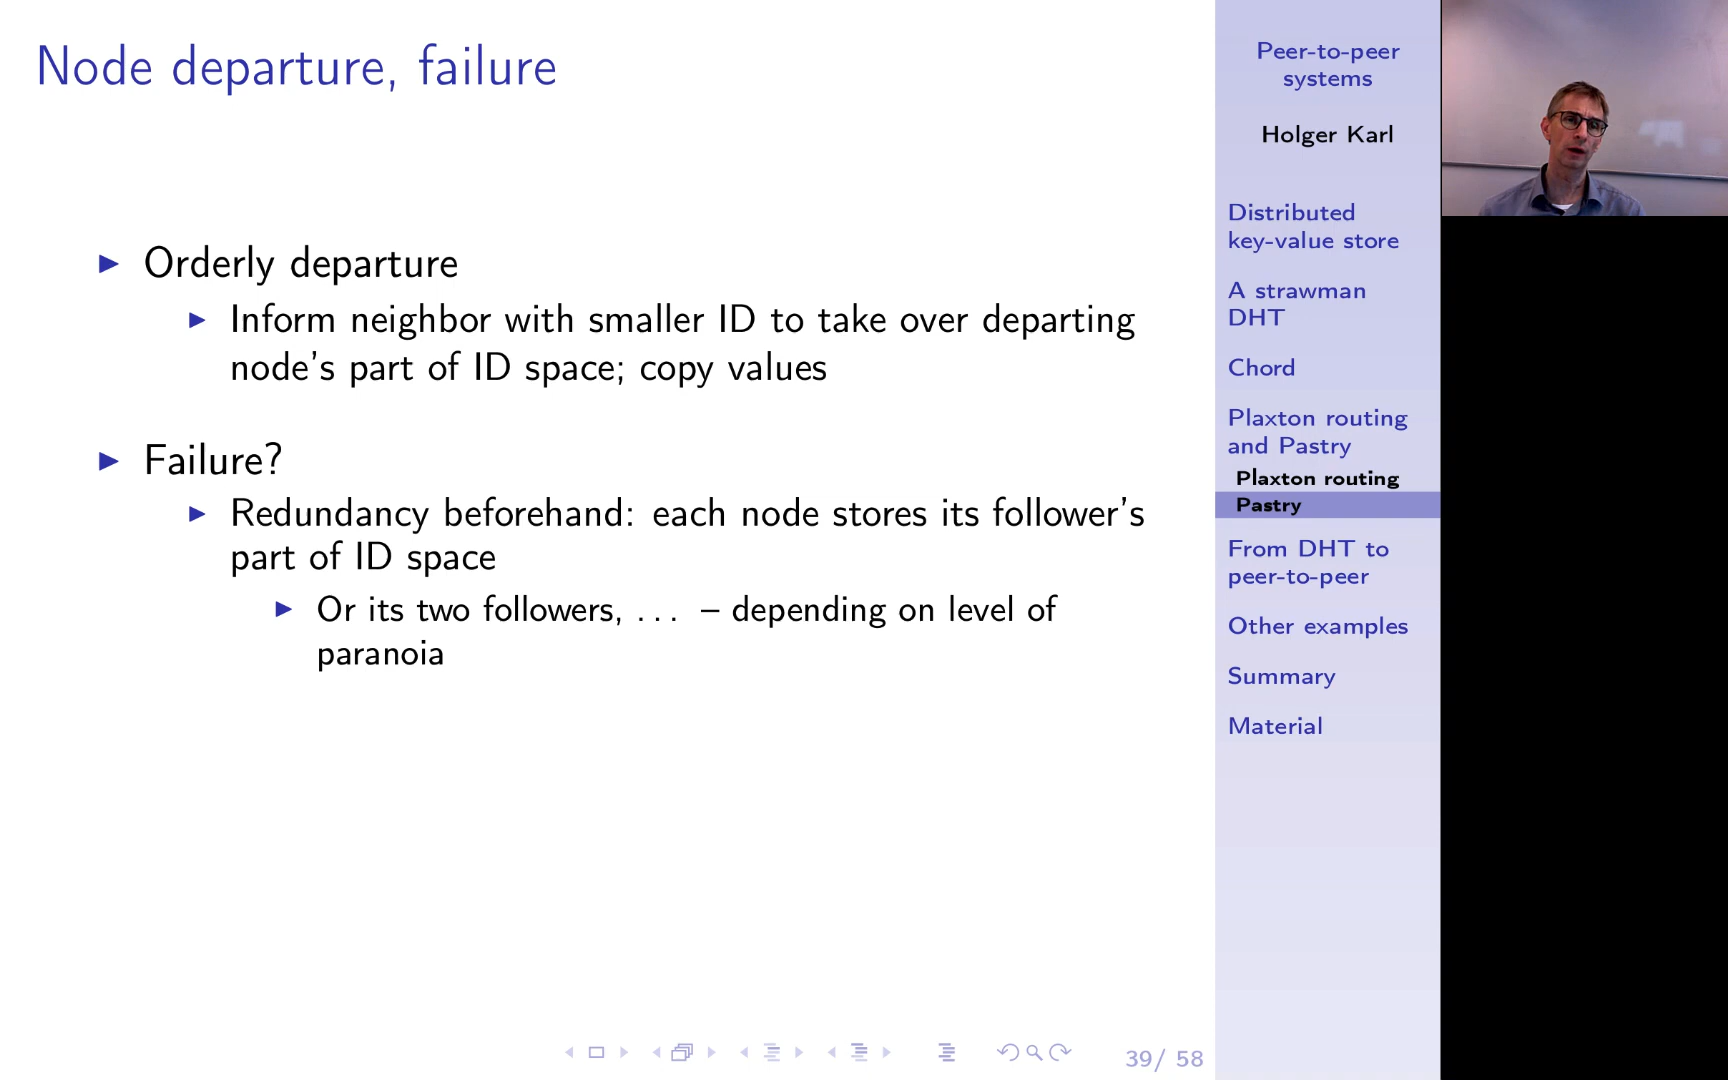 Node departure, failure
Orderly departure
Inform neighbor with smaller ID to take over departing
node's part of ID space; copy values
Failure?
Redundancy beforehand: each node stores its follower's
part of ID space
Or its two followers, ... – depending on level of
paranoia
39/ 58
Peer-to-peer
systems
Holger Karl
Distributed
key-value store
A strawman
DHT
Chord
Plaxton routing
and Pastry
Plaxton routing
Pastry
From DHT to
peer-to-peer
Other examples
Summary
Material